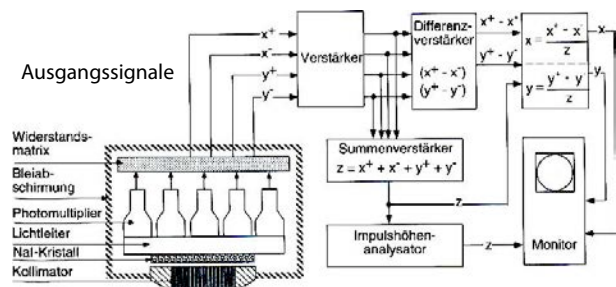 Ausgangssignale
x⁺
x⁻
y⁺
y⁻
Verstärker
Differenz-
verstärker
(x⁺ - x⁻)
(y⁺ - y⁻)
x⁺ - x⁻
y⁺ - y⁻
x = x⁺ - x⁻ / z
y = y⁺ - y⁻ / z
x
y
Summenverstärker
z = x⁺ + x⁻ + y⁺ + y⁻
z
Impulshöhen-
analysator
z
Monitor
Widerstands-
matrix
Bleiab-
schirmung
Photomultiplier
Lichtleiter
NaI-Kristall
Kollimator